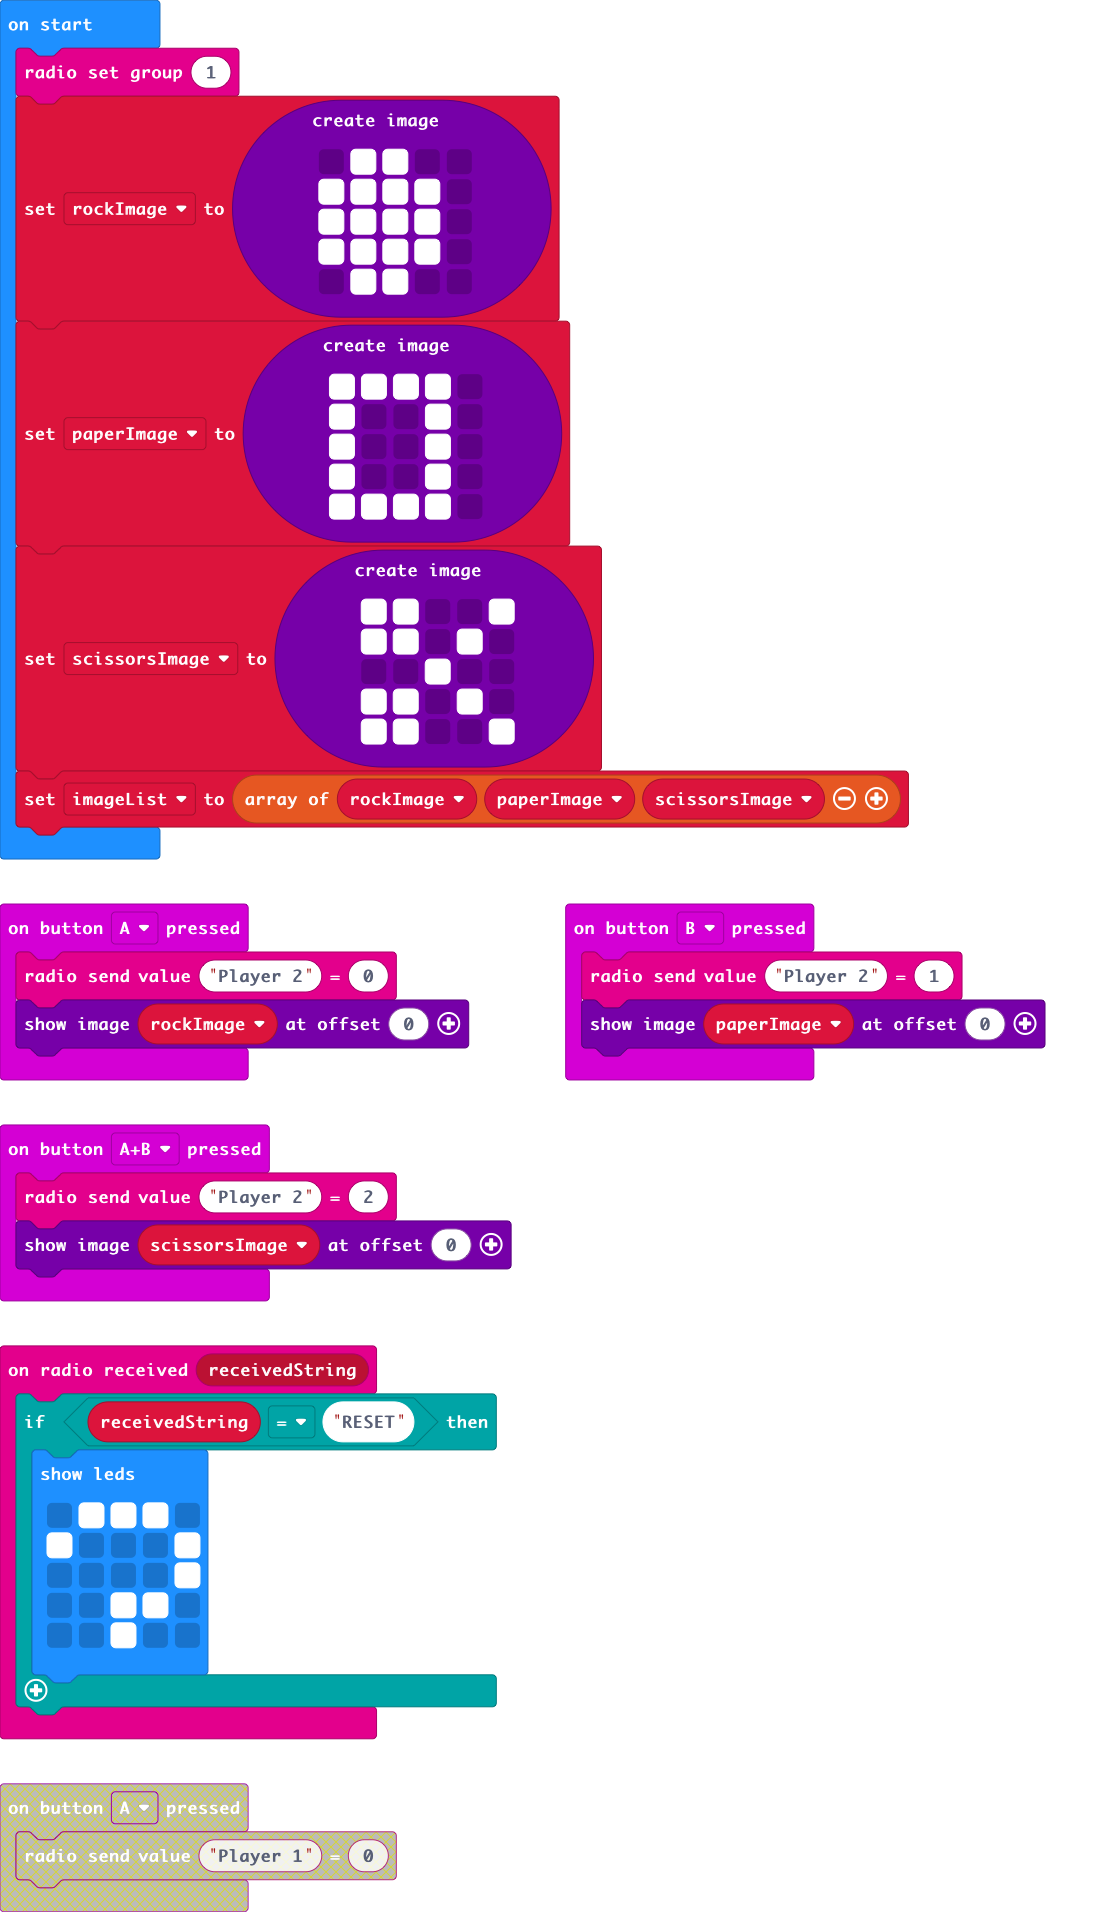 on start
radio set group 1
create image
set rockImage to
create image
set paperImage to
create image
set scissorsImage to
set imageList to array of rockImage paperImage scissorsImage
on button A pressed
radio send value "Player 2" = 0
show image rockImage at offset 0
on button B pressed
radio send value "Player 2" = 1
show image paperImage at offset 0
on button A+B pressed
radio send value "Player 2" = 2
show image scissorsImage at offset 0
on radio received receivedString
if receivedString = "RESET" then
show leds
on button A pressed
radio send value "Player 1" = 0